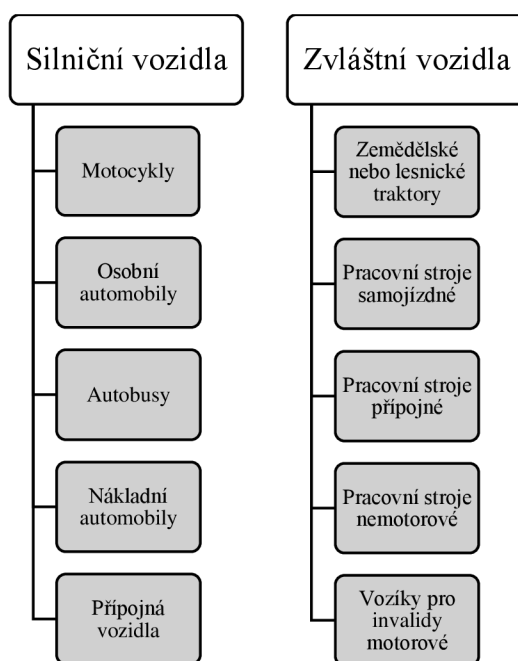 Silniční vozidla
Motocykly
Osobní
automobily
Autobusy
Nákladní
automobily
Přípojná
vozidla
Zvláštní vozidla
Zemědělské
nebo lesnické
traktory
Pracovní stroje
samojízdné
Pracovní stroje
přípojné
Pracovní stroje
nemotorové
Vozíky pro
invalidy
motorové